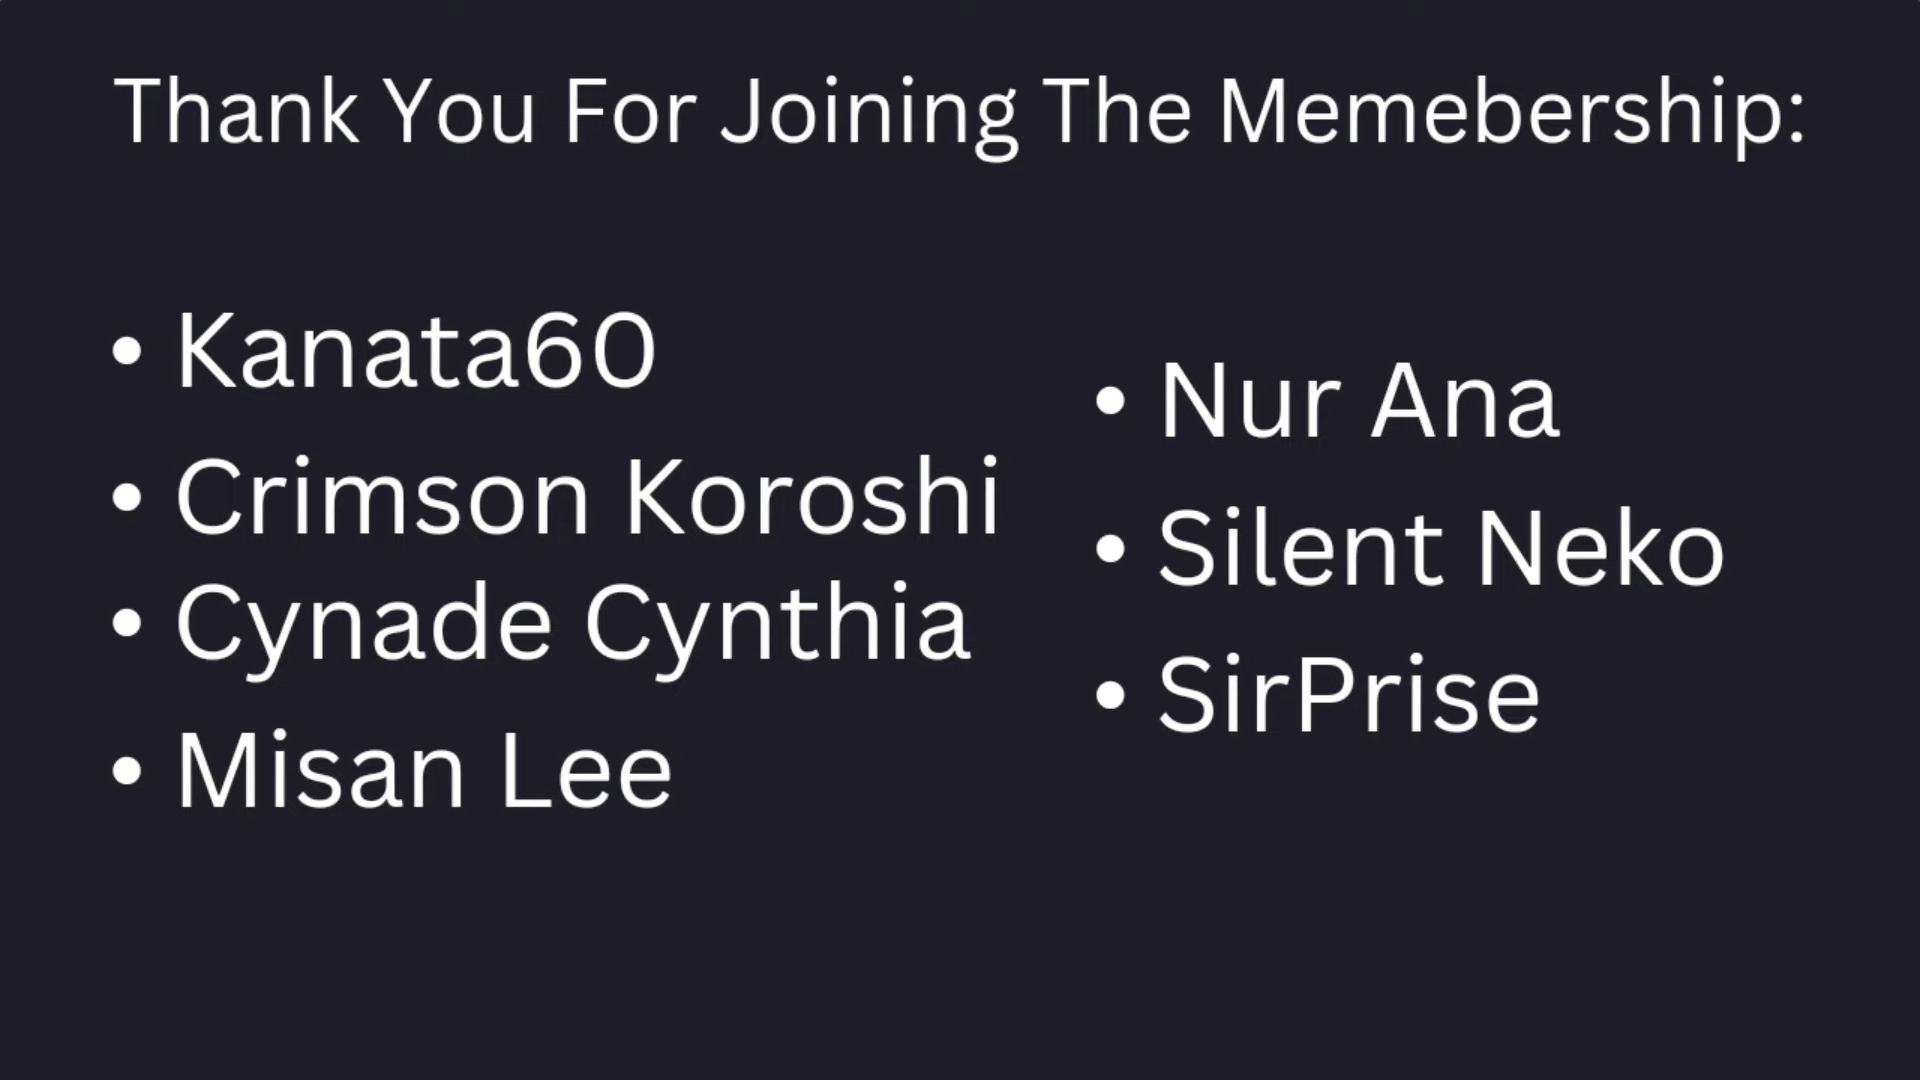 Thank You For Joining The Memebership:
• Kanata60
• Crimson Koroshi
• Cynade Cynthia
• Misan Lee
• Nur Ana
• Silent Neko
• SirPrise